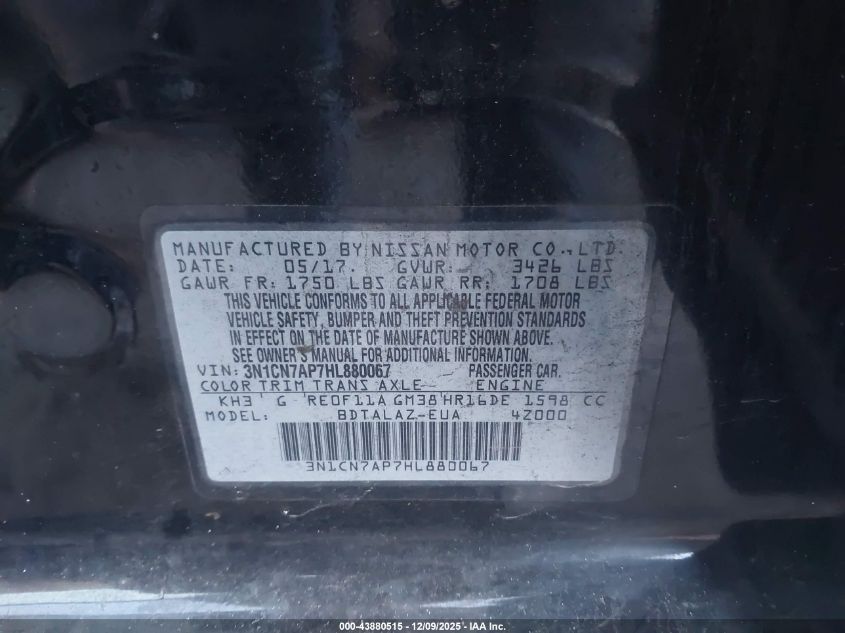 MANUFACTURED BY NISSAN MOTOR CO., LTD.
DATE: 05/17. GVWR: 3426 LBS
GAWR FR: 1750 LBS GAWR RR: 1708 LBS
THIS VEHICLE CONFORMS TO ALL APPLICABLE FEDERAL MOTOR
VEHICLE SAFETY, BUMPER AND THEFT PREVENTION STANDARDS
IN EFFECT ON THE DATE OF MANUFACTURE SHOWN ABOVE.
SEE OWNER'S MANUAL FOR ADDITIONAL INFORMATION.
VIN: 3N1CN7AP7HL880067 PASSENGER CAR.
COLOR TRIM TRANS AXLE ENGINE
KH3 G RE0F11A GM38 HR16DE 1598 CC
MODEL: BDTALAZ-EUA 4Z000
3N1CN7AP7HL880067
000-43880515 - 12/09/2025 - IAA Inc.